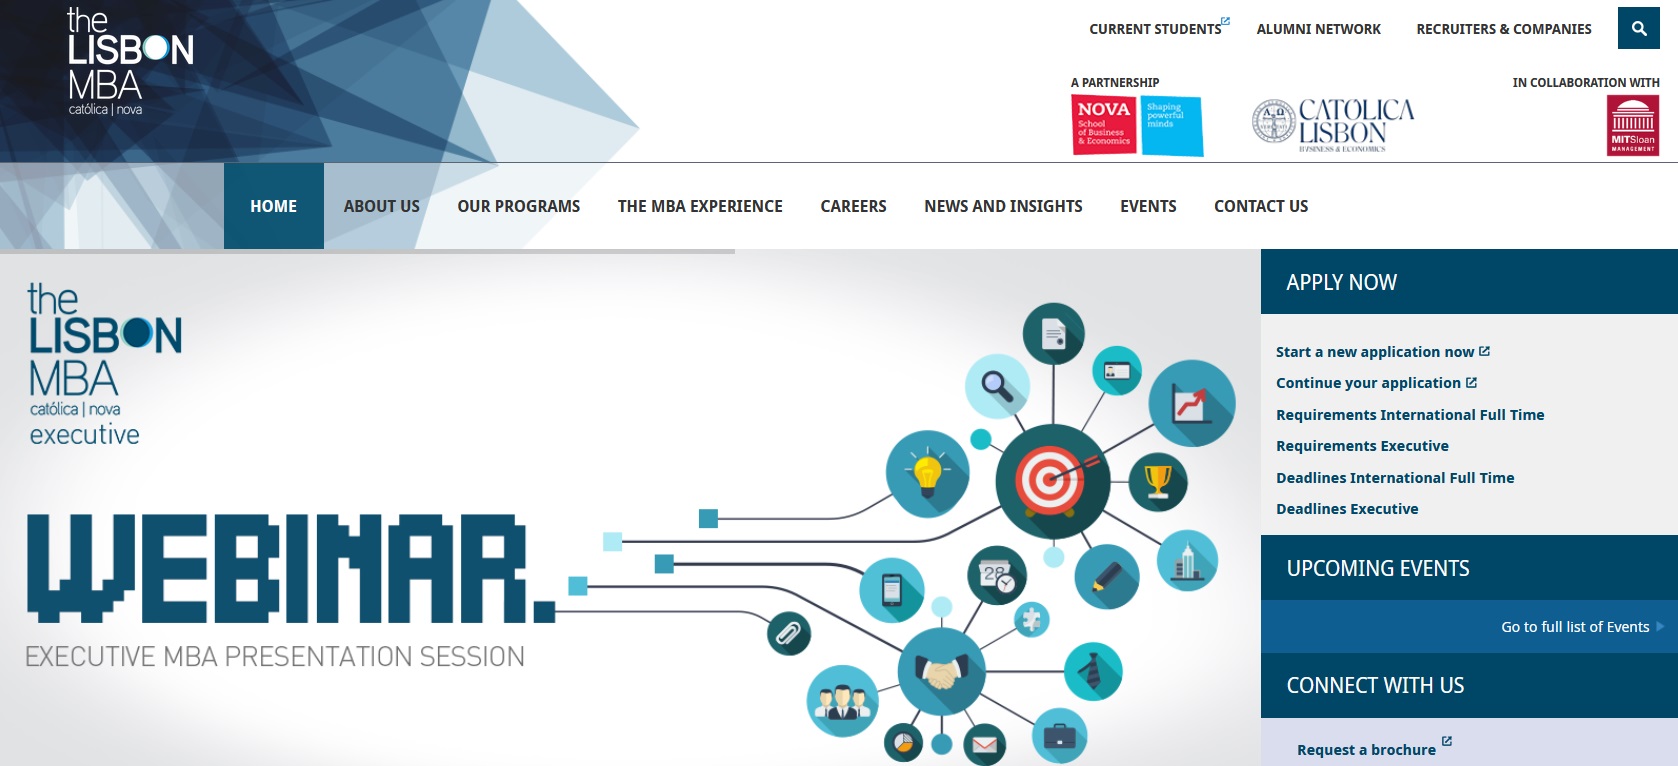 the
LISBON
MBA
católica | nova
CURRENT STUDENTS
ALUMNI NETWORK
RECRUITERS & COMPANIES
A PARTNERSHIP
IN COLLABORATION WITH
NOVA
School
of Business
& Economics
Shaping
powerful
minds
CATÓLICA
LISBON
BUSINESS & ECONOMICS
MITSloan
MANAGEMENT
HOME
ABOUT US
OUR PROGRAMS
THE MBA EXPERIENCE
CAREERS
NEWS AND INSIGHTS
EVENTS
CONTACT US
the
LISBON
MBA
católica | nova
executive
WEBINAR.
EXECUTIVE MBA PRESENTATION SESSION
28
APPLY NOW
Start a new application now
Continue your application
Requirements International Full Time
Requirements Executive
Deadlines International Full Time
Deadlines Executive
UPCOMING EVENTS
Go to full list of Events
CONNECT WITH US
Request a brochure